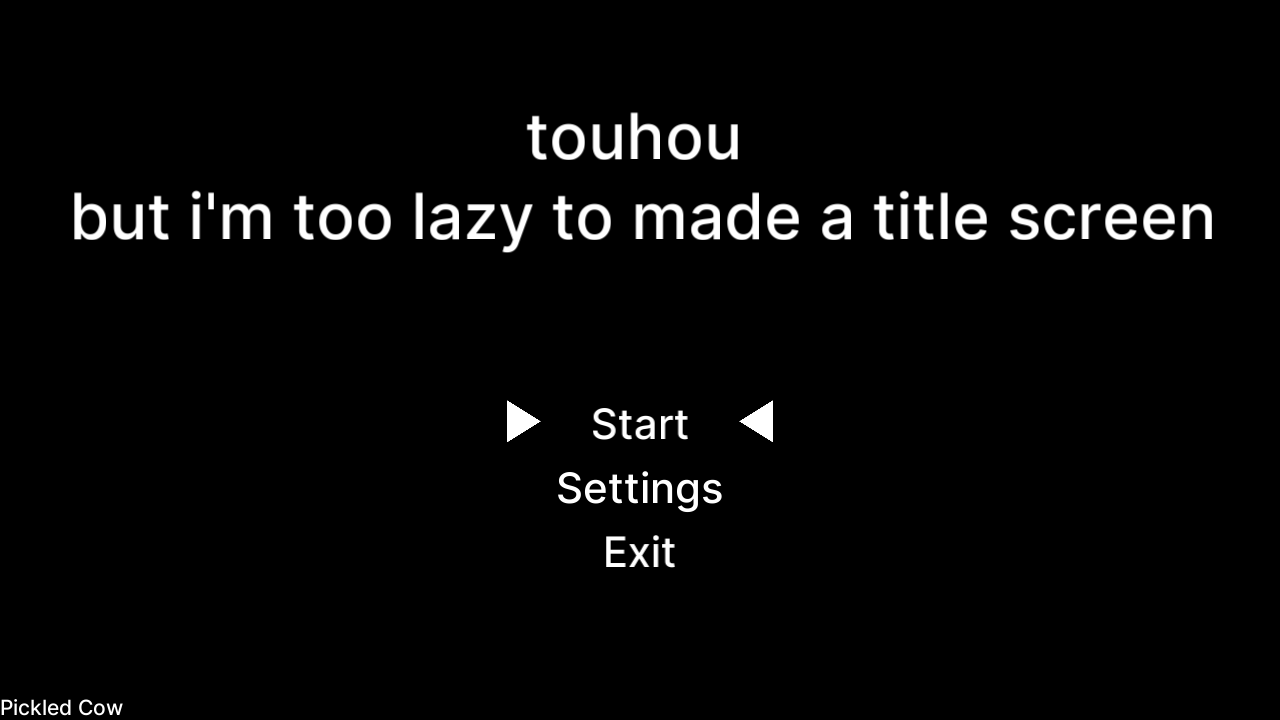 touhou
but i'm too lazy to made a title screen
Start
Settings
Exit
Pickled Cow